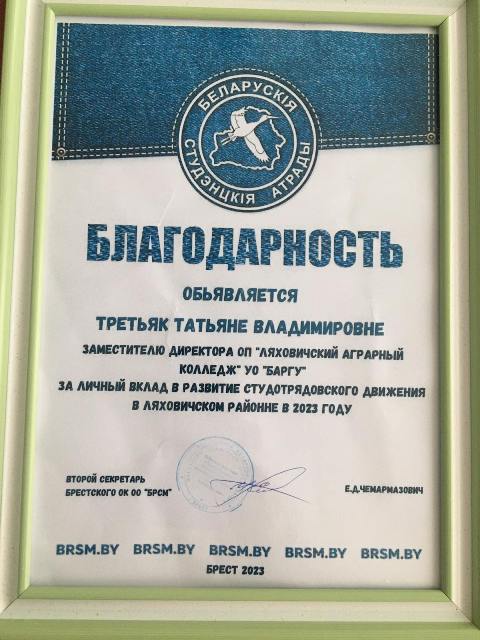 БЕЛАРУСКІЯ
СТУДЭНЦКІЯ АТРАДЫ
БЛАГОДАРНОСТЬ
ОБЬЯВЛЯЕТСЯ
ТРЕТЬЯК ТАТЬЯНЕ ВЛАДИМИРОВНЕ
ЗАМЕСТИТЕЛЮ ДИРЕКТОРА ОП "ЛЯХОВИЧСКИЙ АГРАРНЫЙ
КОЛЛЕДЖ" УО "БАРГУ"
ЗА ЛИЧНЫЙ ВКЛАД В РАЗВИТИЕ СТУДОТРЯДОВСКОГО ДВИЖЕНИЯ
В ЛЯХОВИЧСКОМ РАЙОННЕ В 2023 ГОДУ
ВТОРОЙ СЕКРЕТАРЬ
БРЕСТСКОГО ОК ОО "БРСМ"
Е.Д.ЧЕМАРМАЗОВИЧ
BRSM.BY BRSM.BY BRSM.BY BRSM.BY BRSM.BY
БРЕСТ 2023